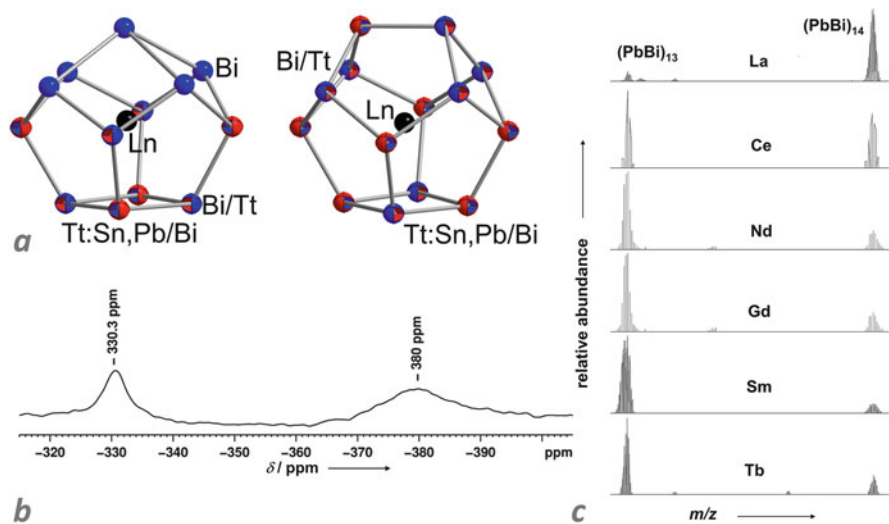 Bi
Ln
Bi/Tt
Tt:Sn,Pb/Bi
a
Bi/Tt
Ln
Tt:Sn,Pb/Bi
– 330.3 ppm
– 380 ppm
–320 –330 –340 –350 –360 –370 –380 –390 ppm
δ / ppm
b
(PbBi)13
(PbBi)14
La
Ce
Nd
Gd
Sm
Tb
relative abundance
m/z
c